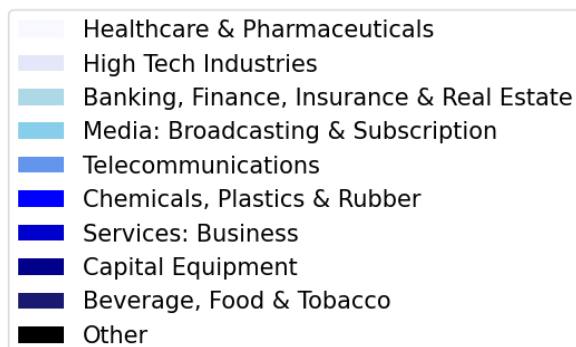 Healthcare & Pharmaceuticals
High Tech Industries
Banking, Finance, Insurance & Real Estate
Media: Broadcasting & Subscription
Telecommunications
Chemicals, Plastics & Rubber
Services: Business
Capital Equipment
Beverage, Food & Tobacco
Other